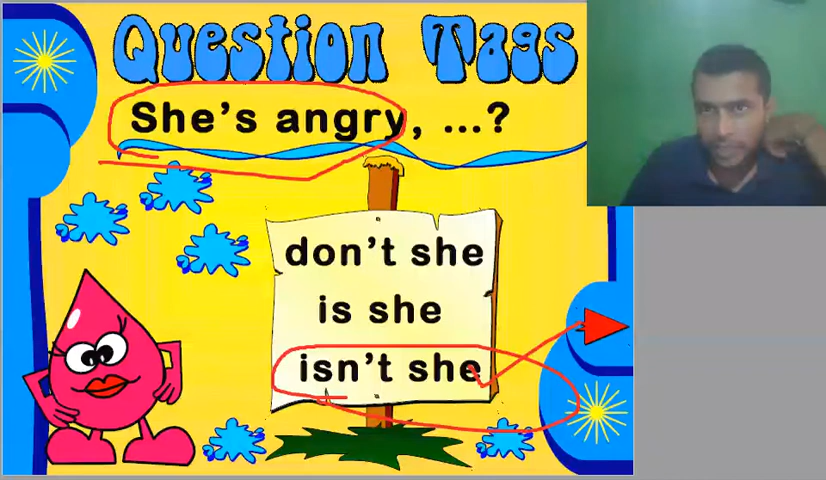 Question Tags
She's angry, ...?
don't she
is she
isn't she